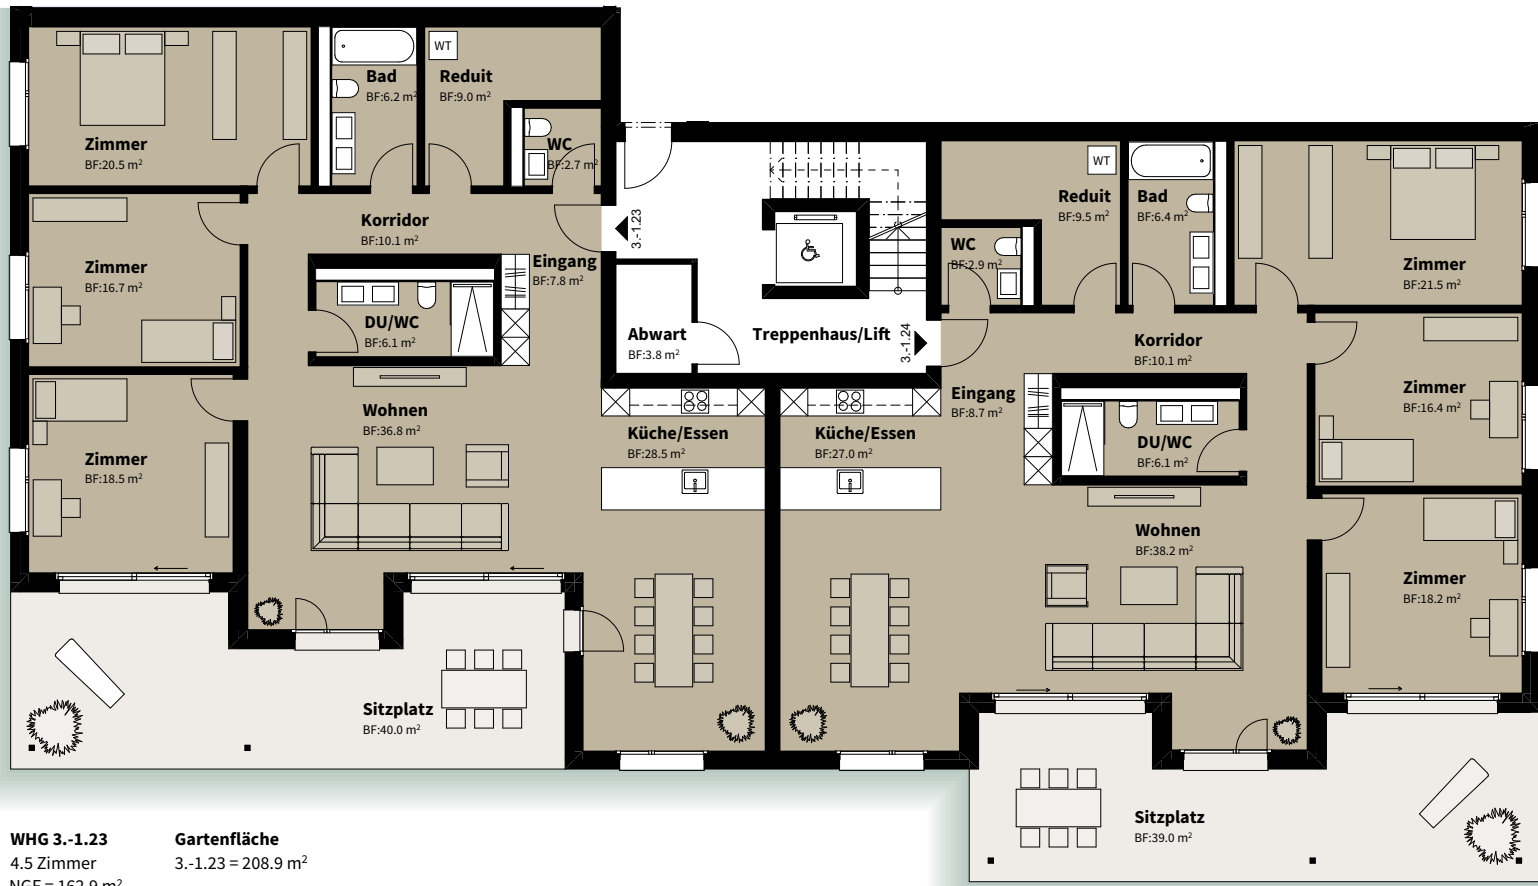 Zimmer
BF:20.5 m²
Bad
BF:6.2 m²
WT
Reduit
BF:9.0 m²
WC
BF:2.7 m²
Zimmer
BF:16.7 m²
Korridor
BF:10.1 m²
Eingang
BF:7.8 m²
DU/WC
BF:6.1 m²
3.-1.23
Abwart
BF:3.8 m²
Treppenhaus/Lift
3.-1.24
Zimmer
BF:18.5 m²
Wohnen
BF:36.8 m²
Küche/Essen
BF:28.5 m²
Sitzplatz
BF:40.0 m²
WT
Reduit
BF:9.5 m²
Bad
BF:6.4 m²
WC
BF:2.9 m²
Zimmer
BF:21.5 m²
Korridor
BF:10.1 m²
Eingang
BF:8.7 m²
Zimmer
BF:16.4 m²
Küche/Essen
BF:27.0 m²
DU/WC
BF:6.1 m²
Wohnen
BF:38.2 m²
Zimmer
BF:18.2 m²
Sitzplatz
BF:39.0 m²
WHG 3.-1.23
4.5 Zimmer
NGF = 162.9 m²
Gartenfläche
3.-1.23 = 208.9 m²